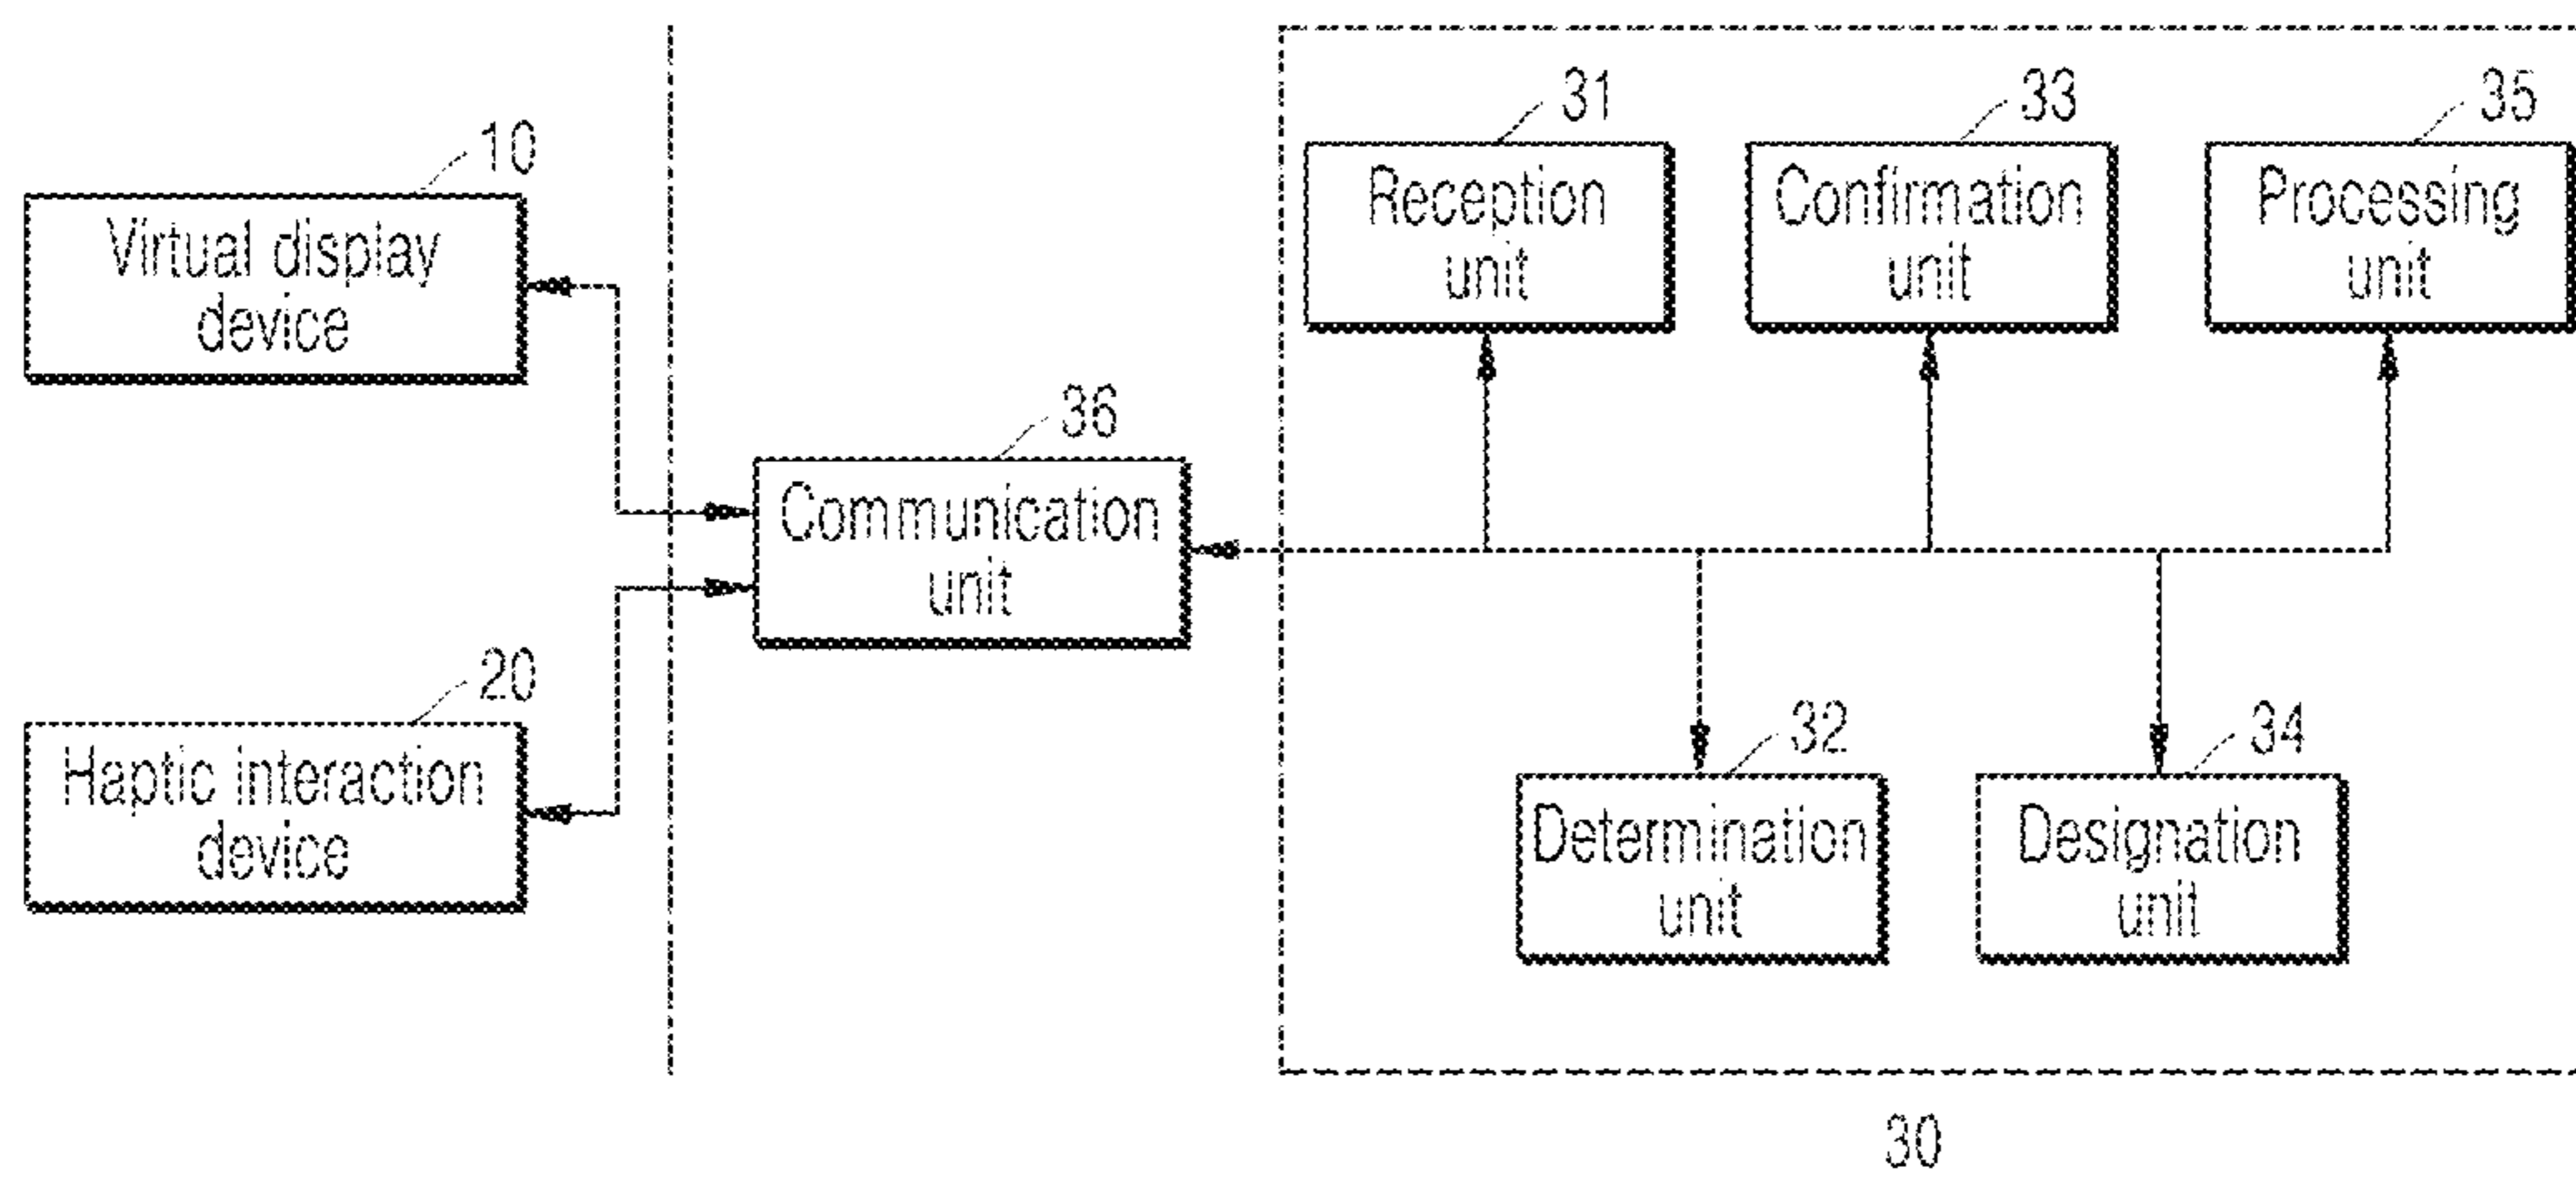 10
Virtual display
device
20
Haptic interaction
device
36
Communication
unit
31
Reception
unit
33
Confirmation
unit
35
Processing
unit
32
Determination
unit
34
Designation
unit
30